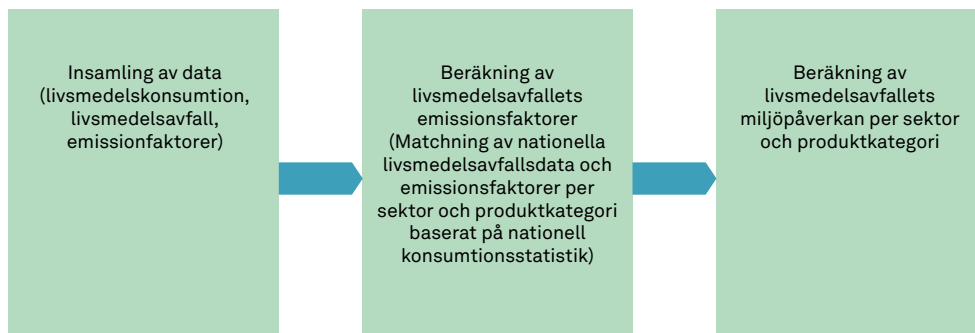 Insamling av data
(livsmedelskonsumtion,
livsmedelsavfall,
emissionfaktorer)
Beräkning av
livsmedelsavfallets
emissionsfaktorer
(Matchning av nationella
livsmedelsavfallsdata och
emissionsfaktorer per
sektor och produktkategori
baserat på nationell
konsumtionsstatistik)
Beräkning av
livsmedelsavfallets
miljöpåverkan per sektor
och produktkategori